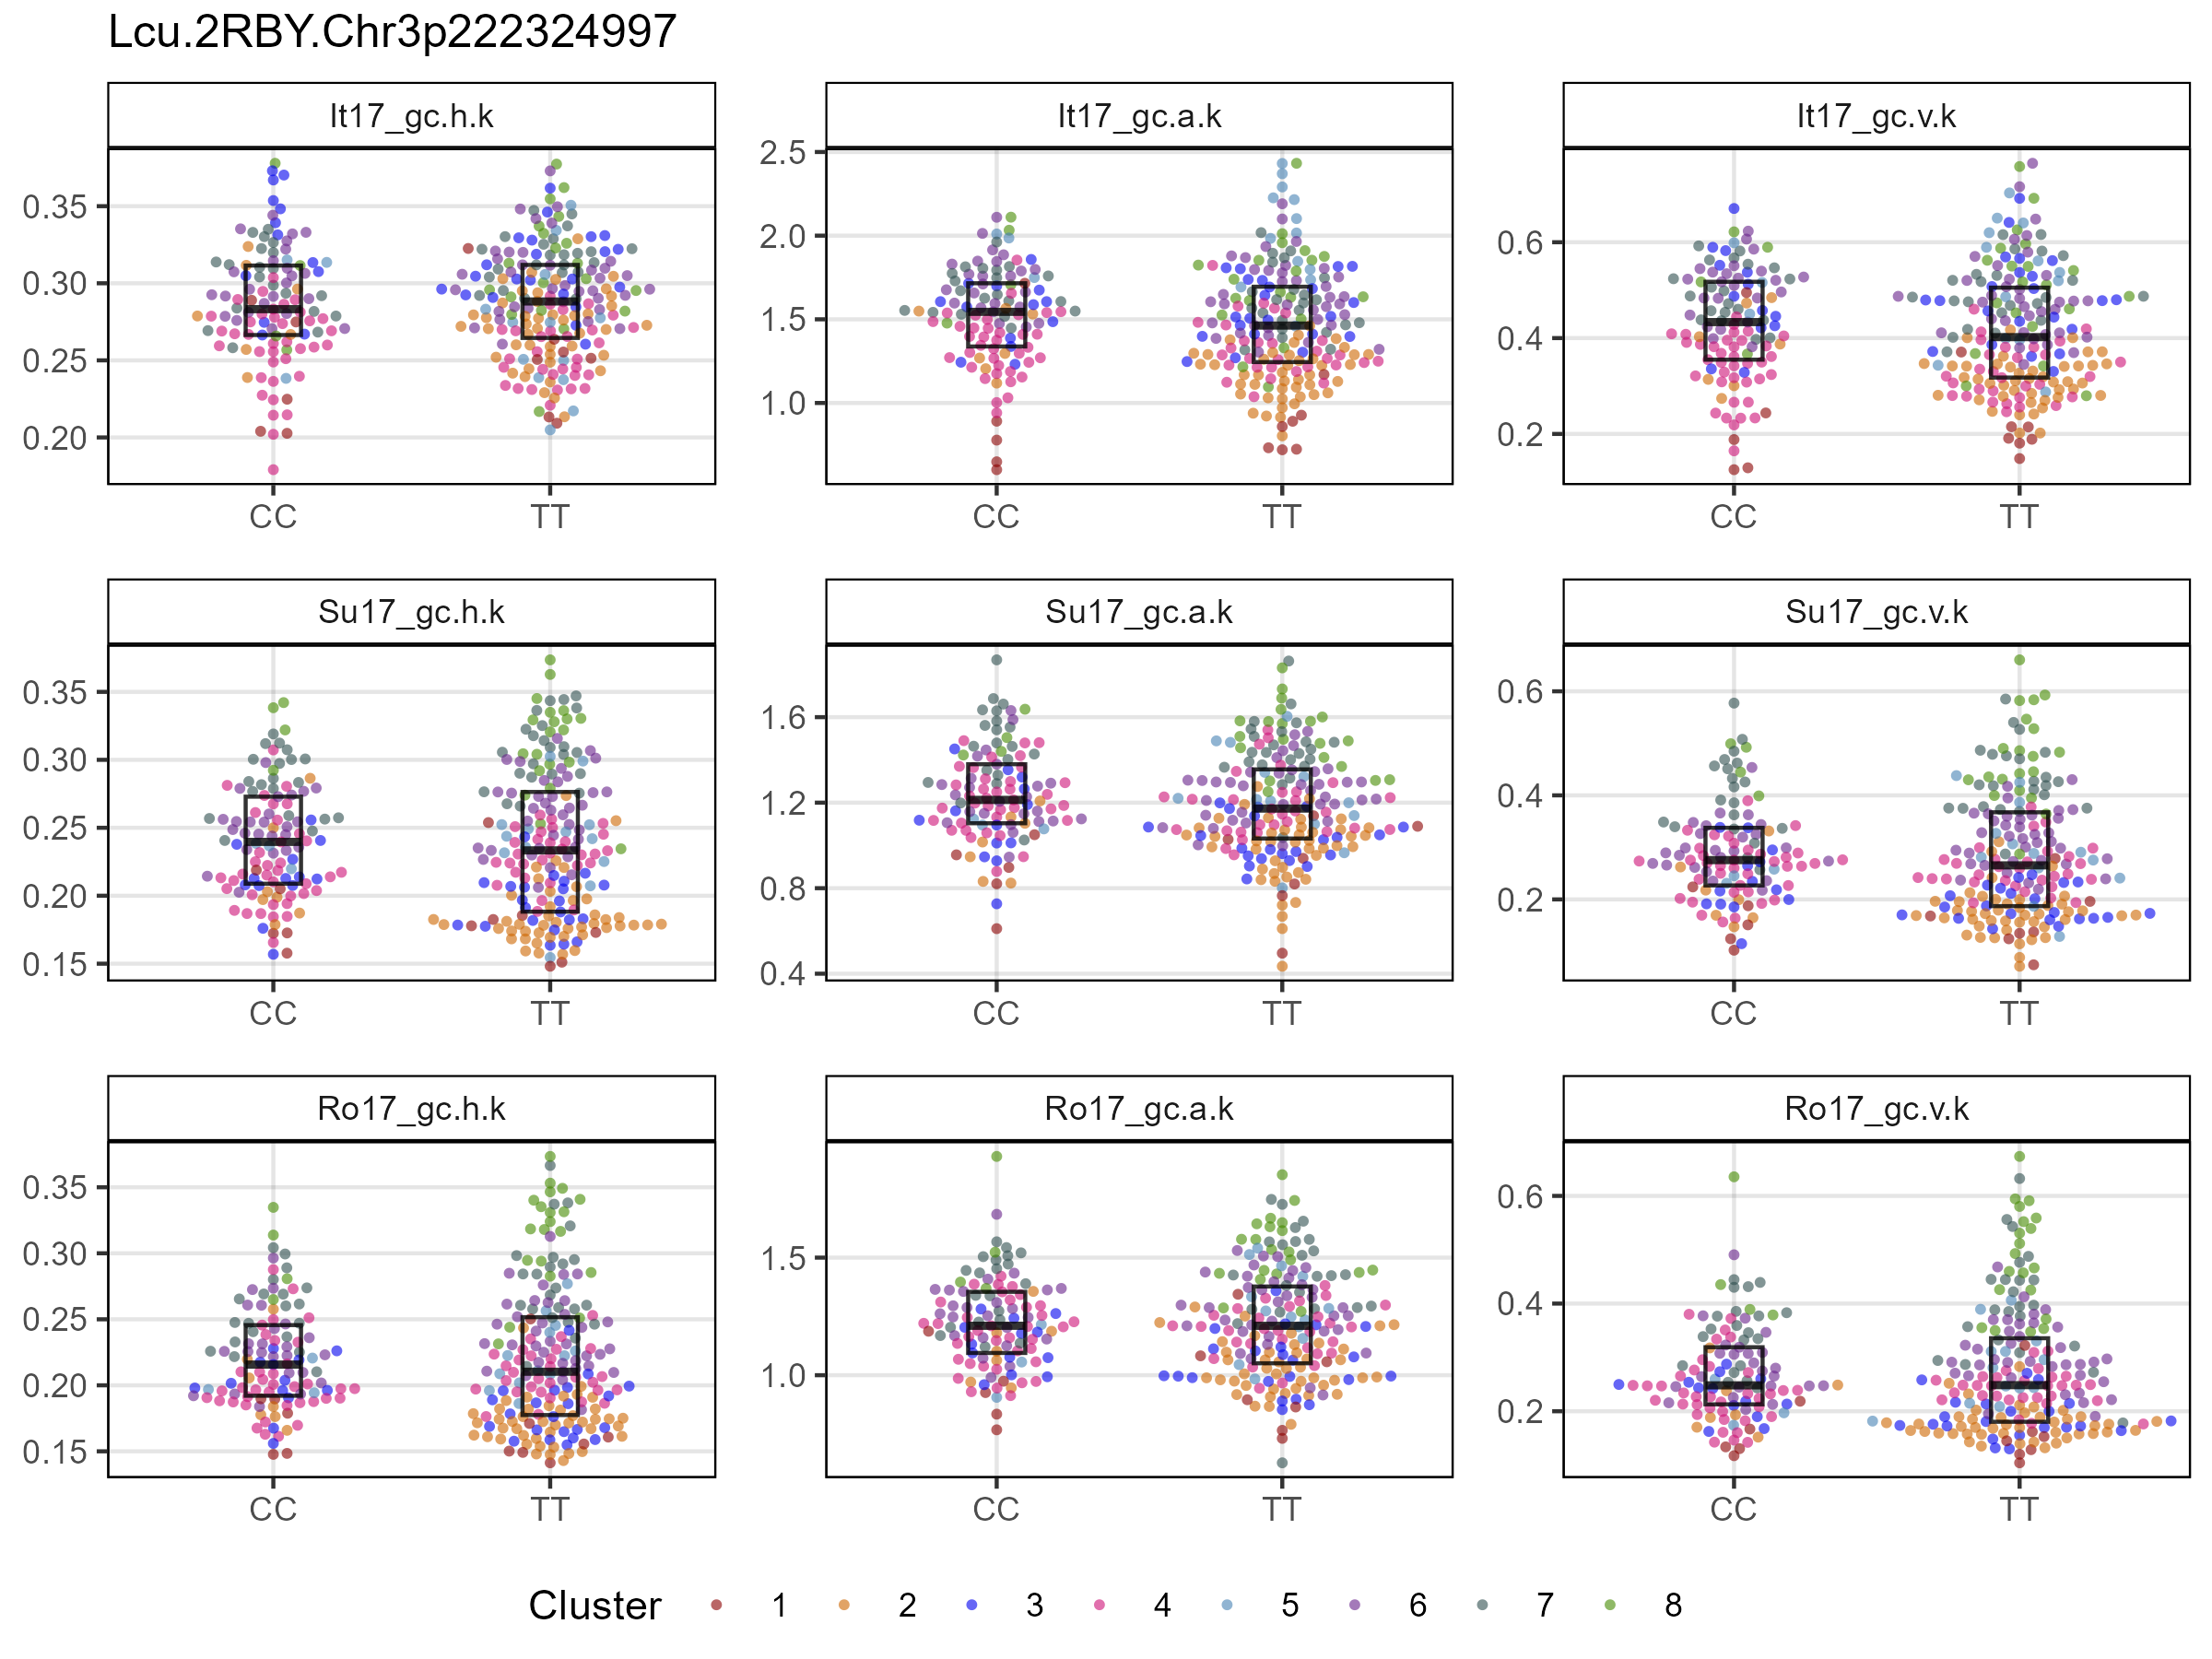 Lcu.2RBY.Chr3p222324997
It17_gc.h.k
It17_gc.a.k
It17_gc.v.k
0.35
0.30
0.25
0.20
2.5
2.0
1.5
1.0
0.6
0.4
0.2
CC TT
CC TT
CC TT
Su17_gc.h.k
Su17_gc.a.k
Su17_gc.v.k
0.35
0.30
0.25
0.20
0.15
1.6
1.2
0.8
0.4
0.6
0.4
0.2
CC TT
CC TT
CC TT
Ro17_gc.h.k
Ro17_gc.a.k
Ro17_gc.v.k
0.35
0.30
0.25
0.20
0.15
1.5
1.0
0.6
0.4
0.2
CC TT
CC TT
CC TT
Cluster 1 2 3 4 5 6 7 8